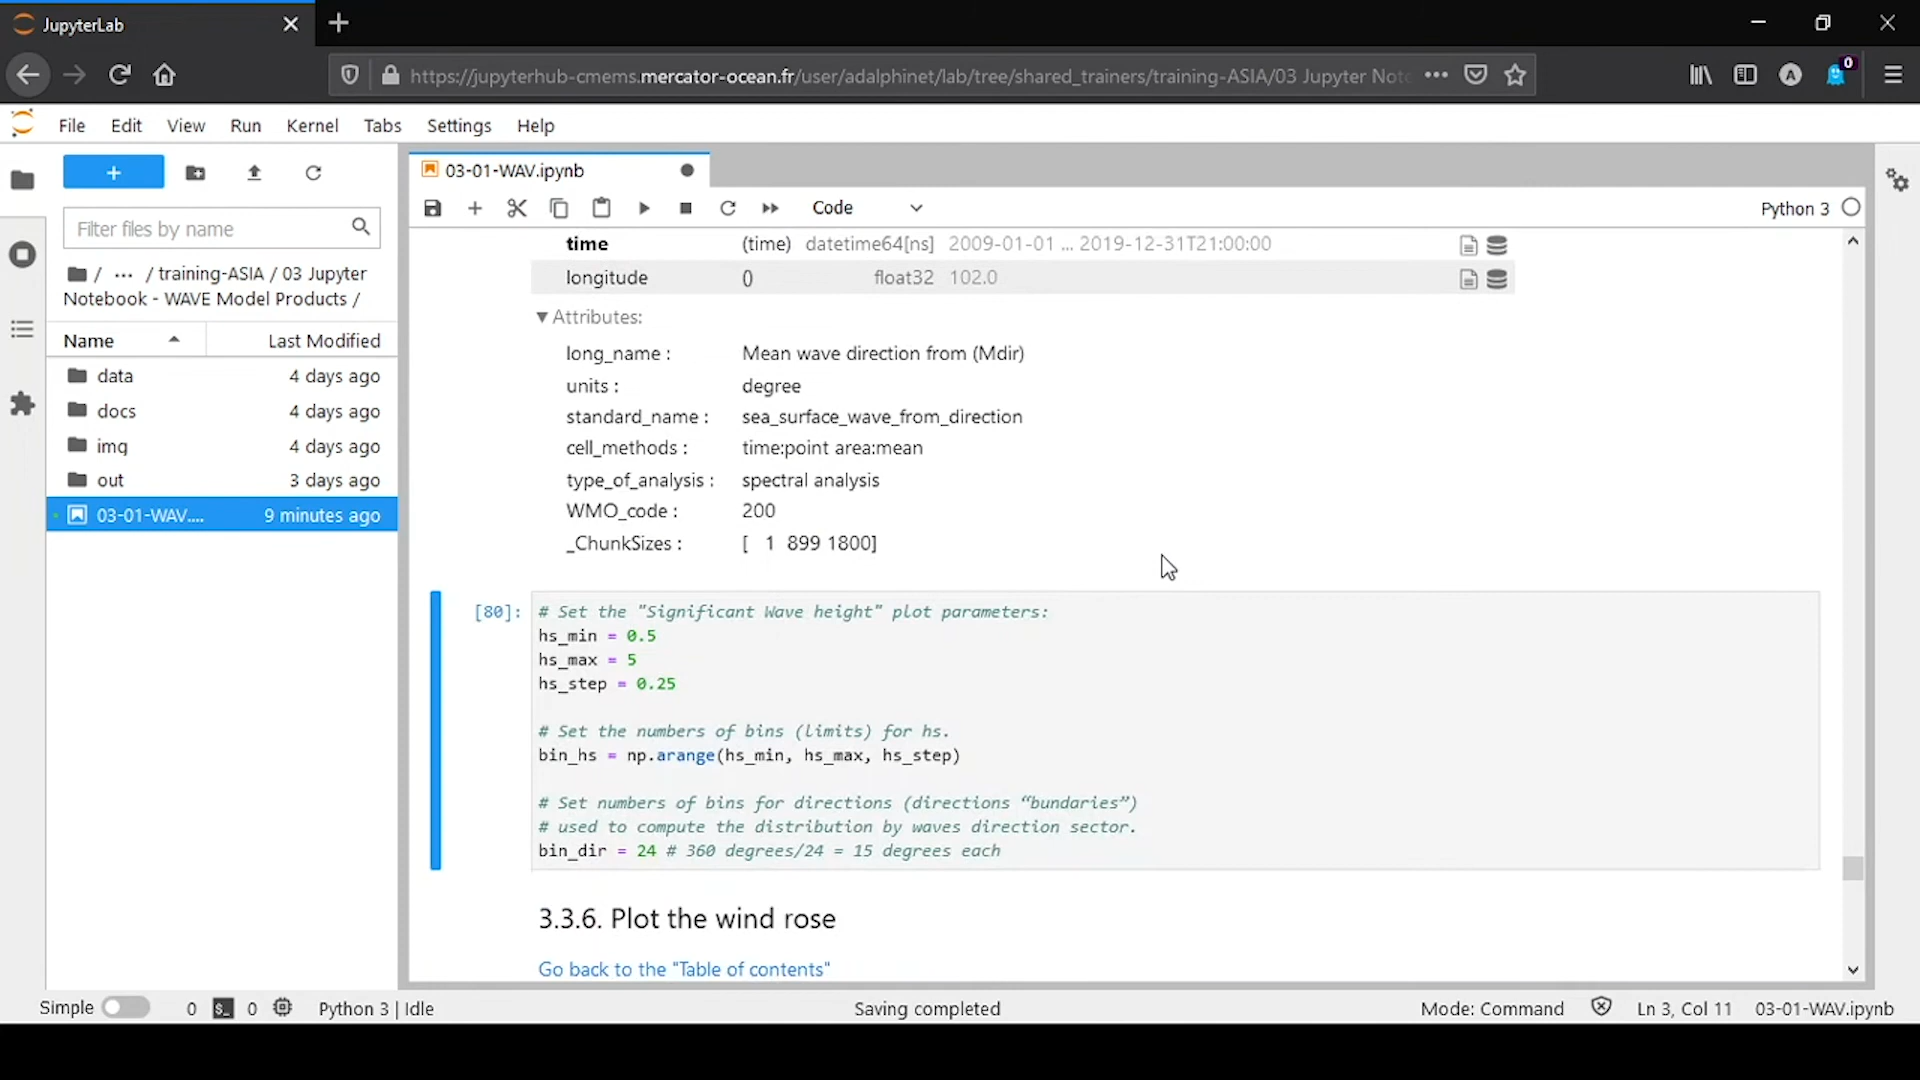 JupyterLab
https://jupyterhub-cmems.mercator-ocean.fr/user/adalphinet/lab/tree/shared_trainers/training-ASIA/03 Jupyter Note
A
0
File Edit View Run Kernel Tabs Settings Help
+
03-01-WAV.ipynb
Code
Python 3
Filter files by name
/ ... / training-ASIA / 03 Jupyter
Notebook - WAVE Model Products /
Name Last Modified
data 4 days ago
docs 4 days ago
img 4 days ago
out 3 days ago
03-01-WAV.... 9 minutes ago
time (time) datetime64[ns] 2009-01-01 ... 2019-12-31T21:00:00
longitude () float32 102.0
▼ Attributes:
long_name : Mean wave direction from (Mdir)
units : degree
standard_name : sea_surface_wave_from_direction
cell_methods : time:point area:mean
type_of_analysis : spectral analysis
WMO_code : 200
_ChunkSizes : [ 1 899 1800]
[80]: # Set the "Significant Wave height" plot parameters:
hs_min = 0.5
hs_max = 5
hs_step = 0.25
# Set the numbers of bins (limits) for hs.
bin_hs = np.arange(hs_min, hs_max, hs_step)
# Set numbers of bins for directions (directions “bundaries”)
# used to compute the distribution by waves direction sector.
bin_dir = 24 # 360 degrees/24 = 15 degrees each
3.3.6. Plot the wind rose
Go back to the "Table of contents"
Simple 0 $_ 0 Python 3 | Idle Saving completed Mode: Command Ln 3, Col 11 03-01-WAV.ipynb